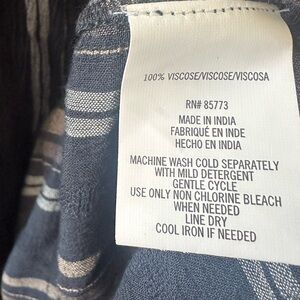 100% VISCOSE/VISCOSE/VISCOSA
RN# 85773
MADE IN INDIA
FABRIQUÉ EN INDE
HECHO EN INDIA
MACHINE WASH COLD SEPARATELY
WITH MILD DETERGENT
GENTLE CYCLE
USE ONLY NON CHLORINE BLEACH
WHEN NEEDED
LINE DRY
COOL IRON IF NEEDED